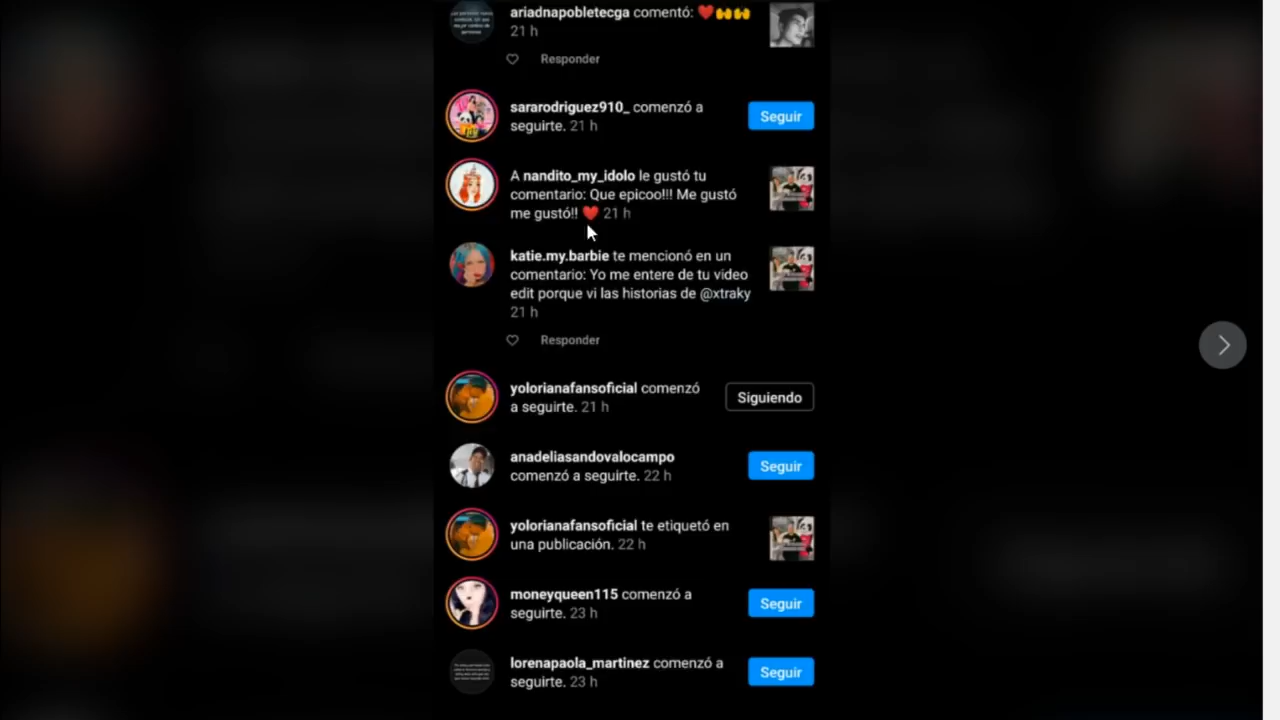 ariadnapobletecga comentó: ❤️🙌🙌
21 h
Responder
sararodriguez910_ comenzó a
seguirte. 21 h
Seguir
A nandito_my_idolo le gustó tu
comentario: Que epicoo!!! Me gustó
me gustó!! ❤️ 21 h
katie.my.barbie te mencionó en un
comentario: Yo me entere de tu video
edit porque vi las historias de @xtraky
21 h
Responder
yolorianafansoficial comenzó
a seguirte. 21 h
Siguiendo
anadeliasandovalocampo
comenzó a seguirte. 22 h
Seguir
yolorianafansoficial te etiquetó en
una publicación. 22 h
moneyqueen115 comenzó a
seguirte. 23 h
Seguir
lorenapaola_martinez comenzó a
seguirte. 23 h
Seguir